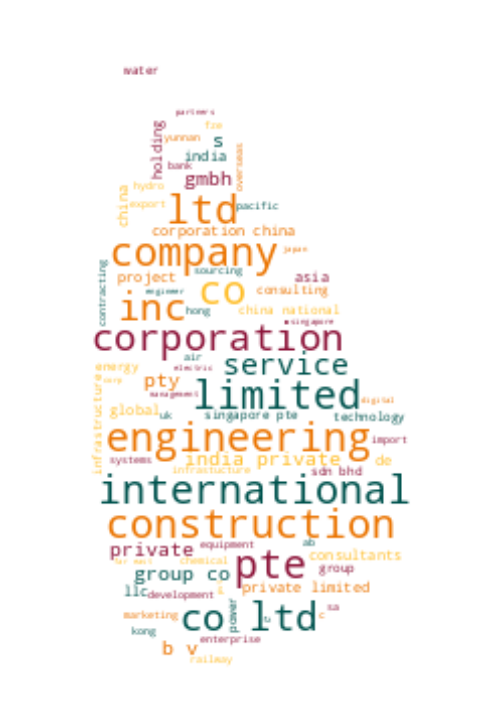 water
partners
fze
holding
yunnan
s
overseas
india
bank
gmbh
hydro
china
export
ltd
pacific
corporation china
company
japan
sourcing
contracting
project
asia
engineer
co
consulting
inc
hong
china national
singapore
corporation
air
service
energy
electric
corp
pty
management
limited
digital
infrastructure
global
uk
singapore pte
technology
engineering
import
systems
india private
de
infrastucture
sdn bhd
international
construction
private
equipment
ab
consultants
far east
chemical
pte
group
group co
llc
development
l
private limited
marketing
co ltd
power
c
c
sa
kong
enterprise
b v
railway